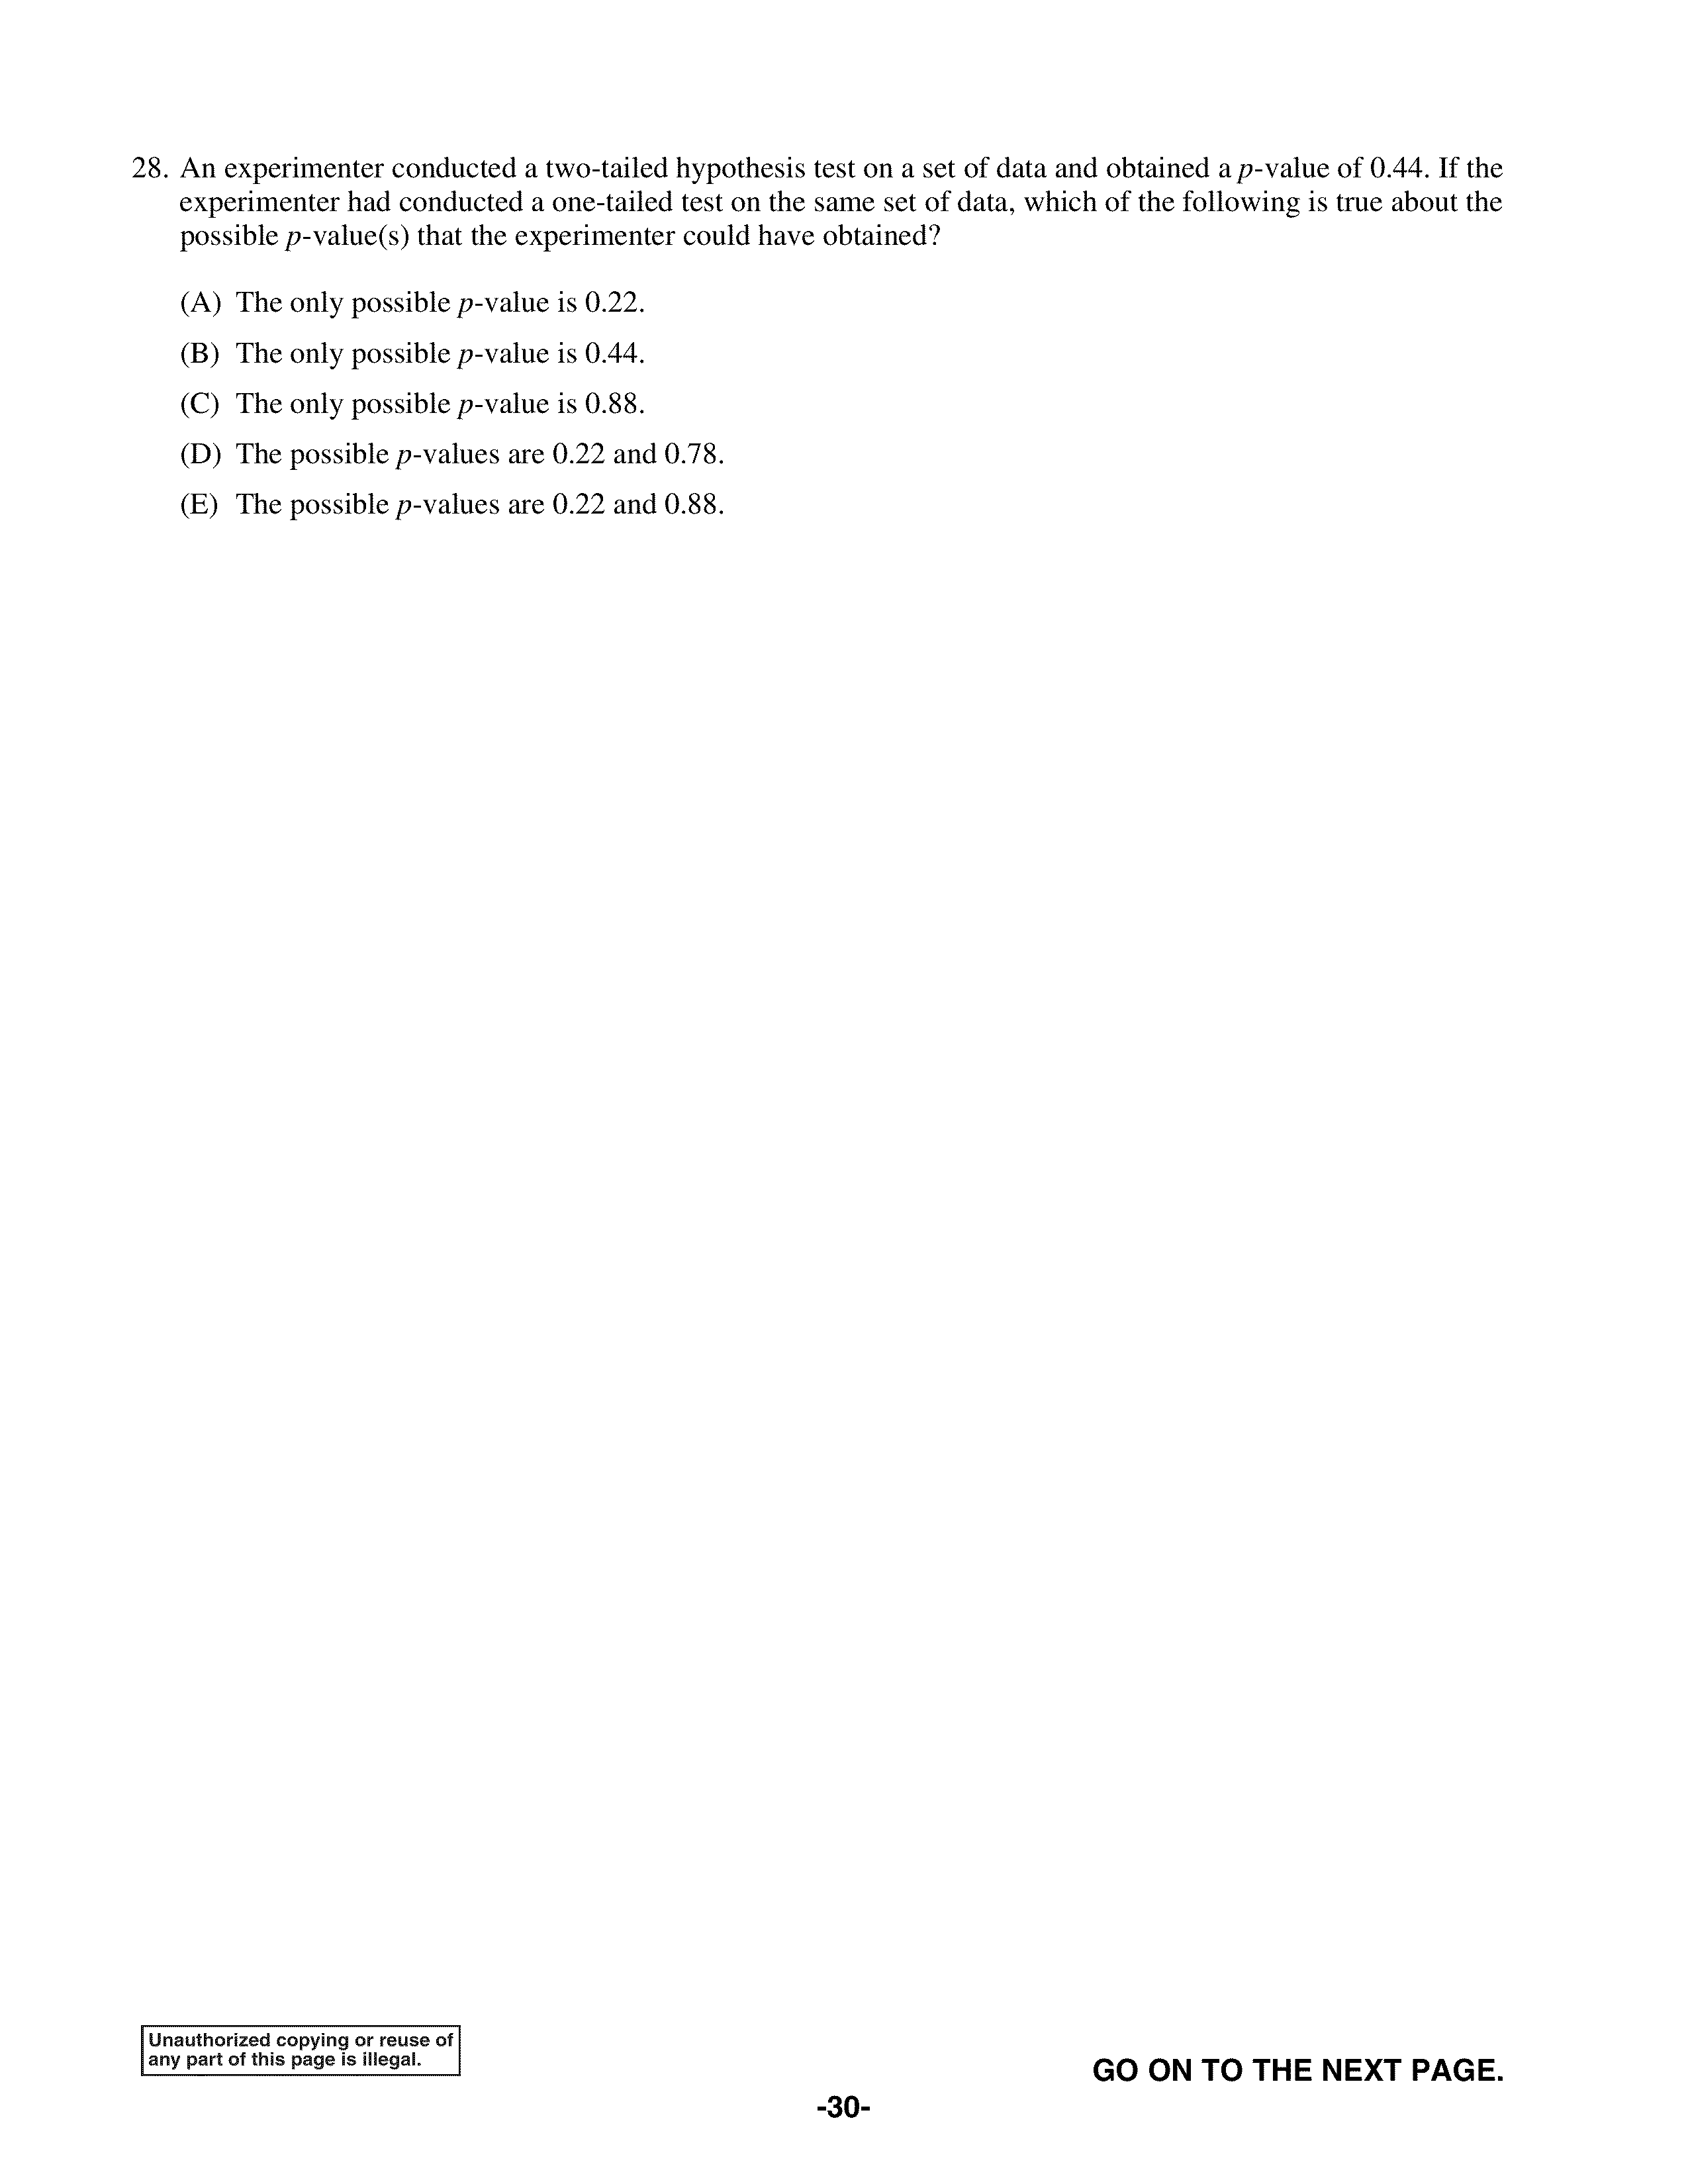 28. An experimenter conducted a two-tailed hypothesis test on a set of data and obtained a p-value of 0.44. If the
experimenter had conducted a one-tailed test on the same set of data, which of the following is true about the
possible p-value(s) that the experimenter could have obtained?
(A) The only possible p-value is 0.22.
(B) The only possible p-value is 0.44.
(C) The only possible p-value is 0.88.
(D) The possible p-values are 0.22 and 0.78.
(E) The possible p-values are 0.22 and 0.88.
Unauthorized copying or reuse of
any part of this page is illegal.
GO ON TO THE NEXT PAGE.
-30-